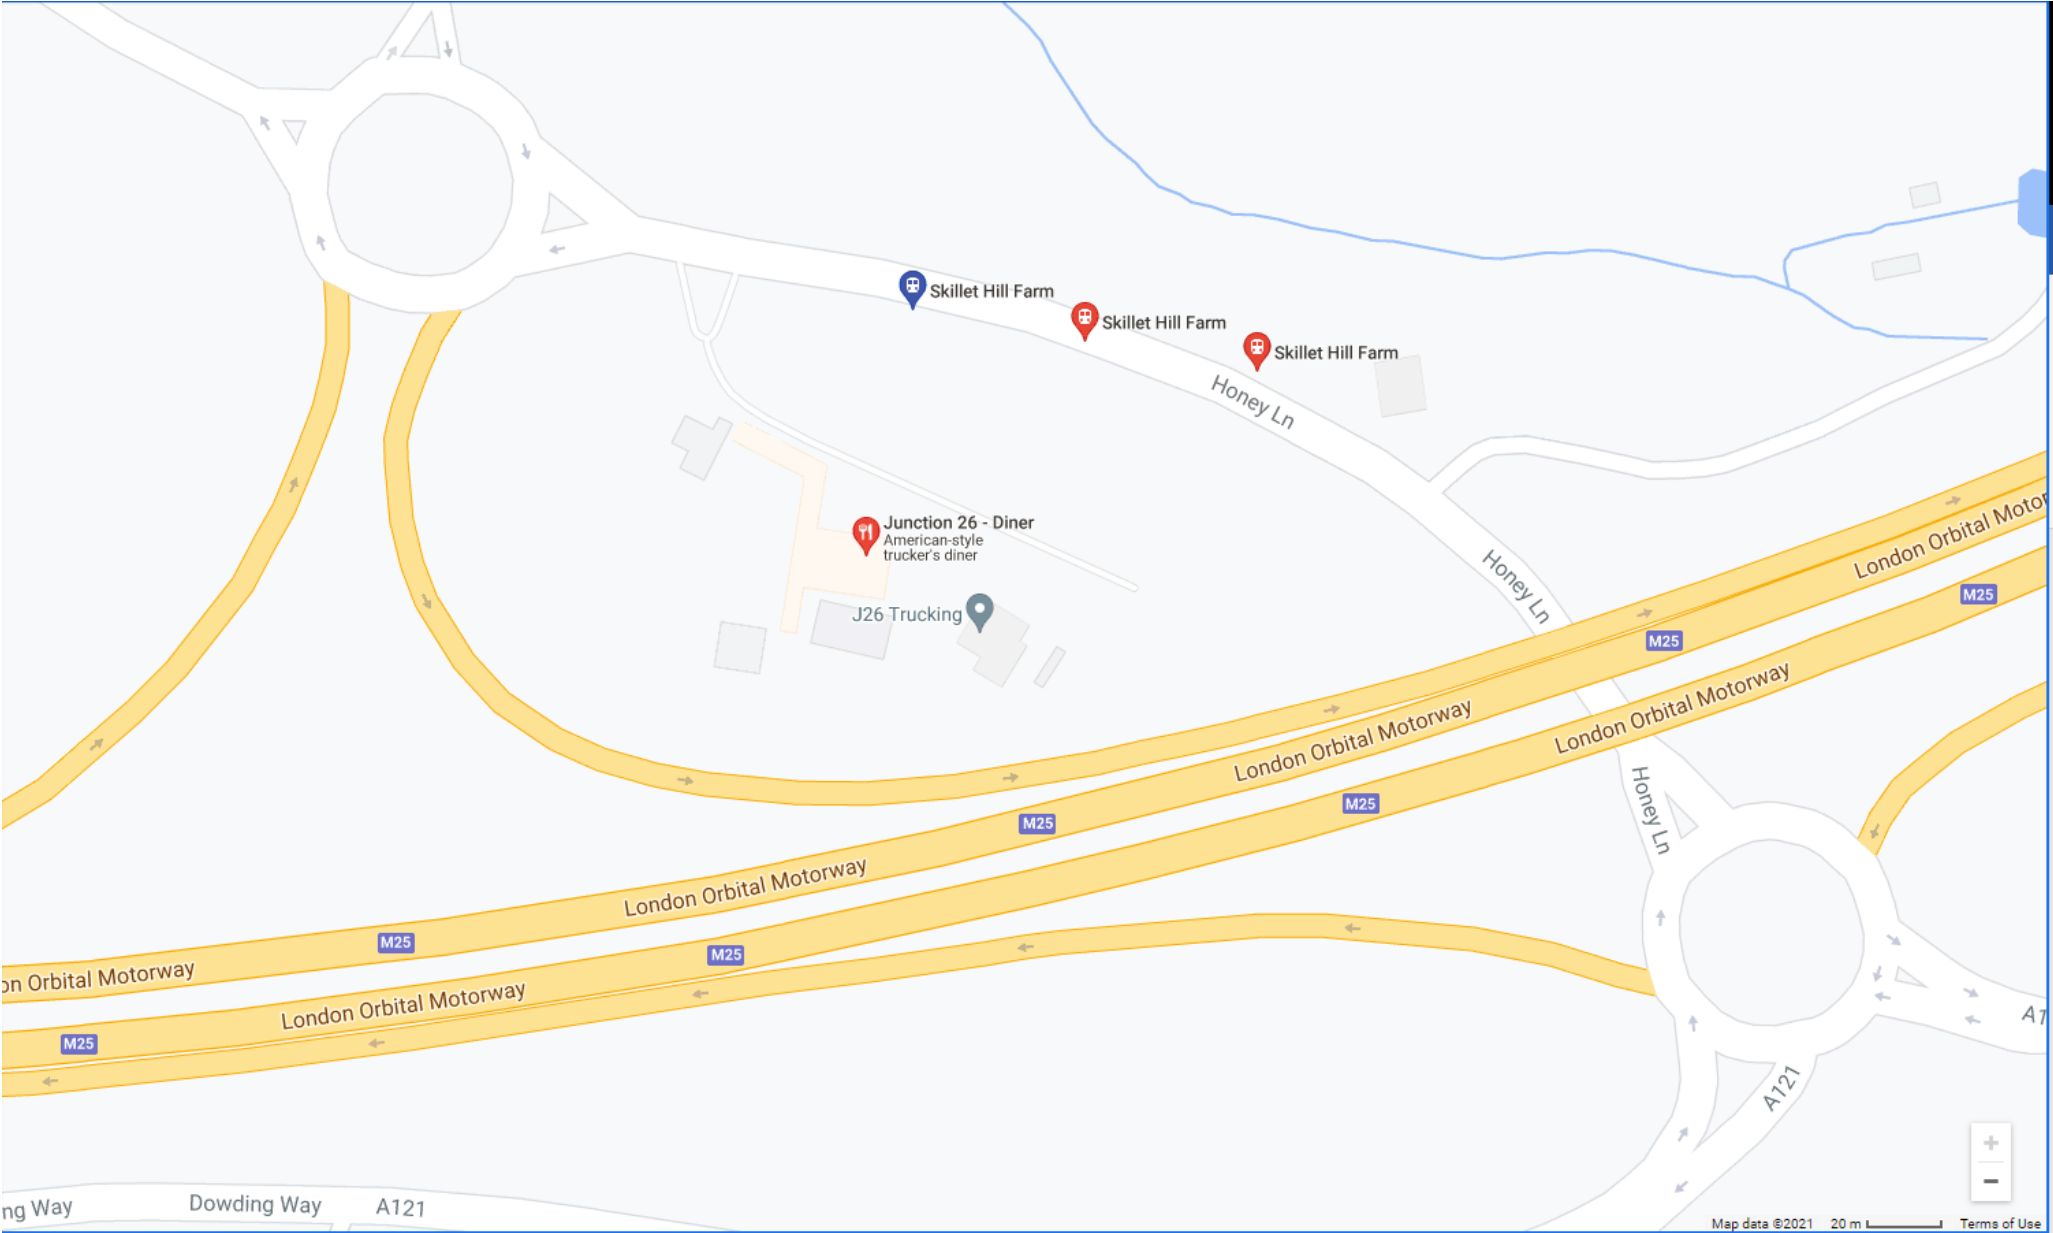 Skillet Hill Farm
Skillet Hill Farm
Skillet Hill Farm
Honey Ln
Junction 26 - Diner
American-style
trucker's diner
J26 Trucking
Honey Ln
London Orbital Motor
M25
M25
London Orbital Motorway
London Orbital Motorway
M25
M25
Honey Ln
London Orbital Motorway
M25
M25
on Orbital Motorway
London Orbital Motorway
M25
A1
A121
ng Way
Dowding Way
A121
+
−
Map data ©2021
20 m
Terms of Use